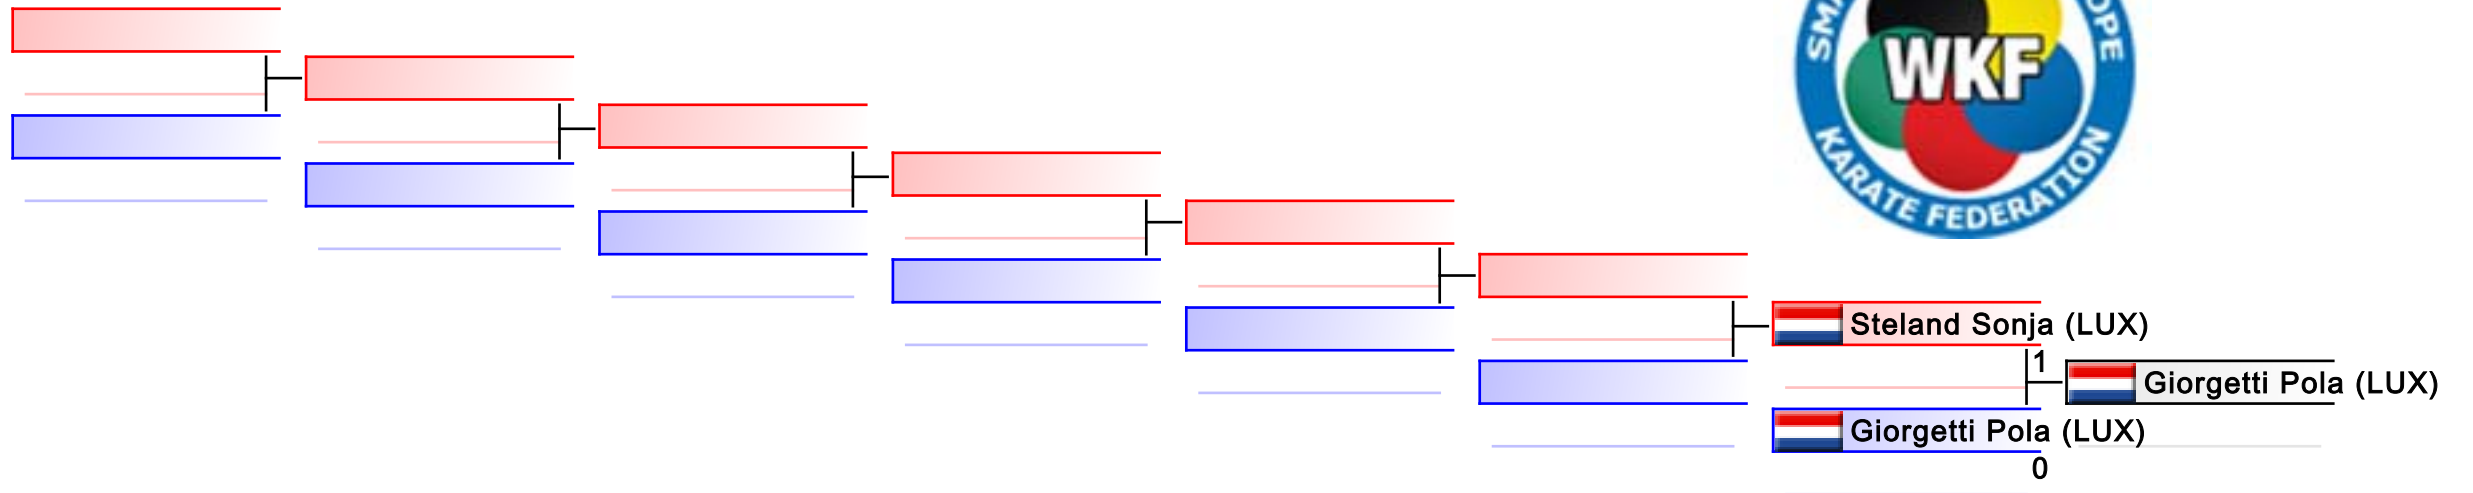 WKF
KARATE FEDERATION
Steland Sonja (LUX)
1
Giorgetti Pola (LUX)
Giorgetti Pola (LUX)
0